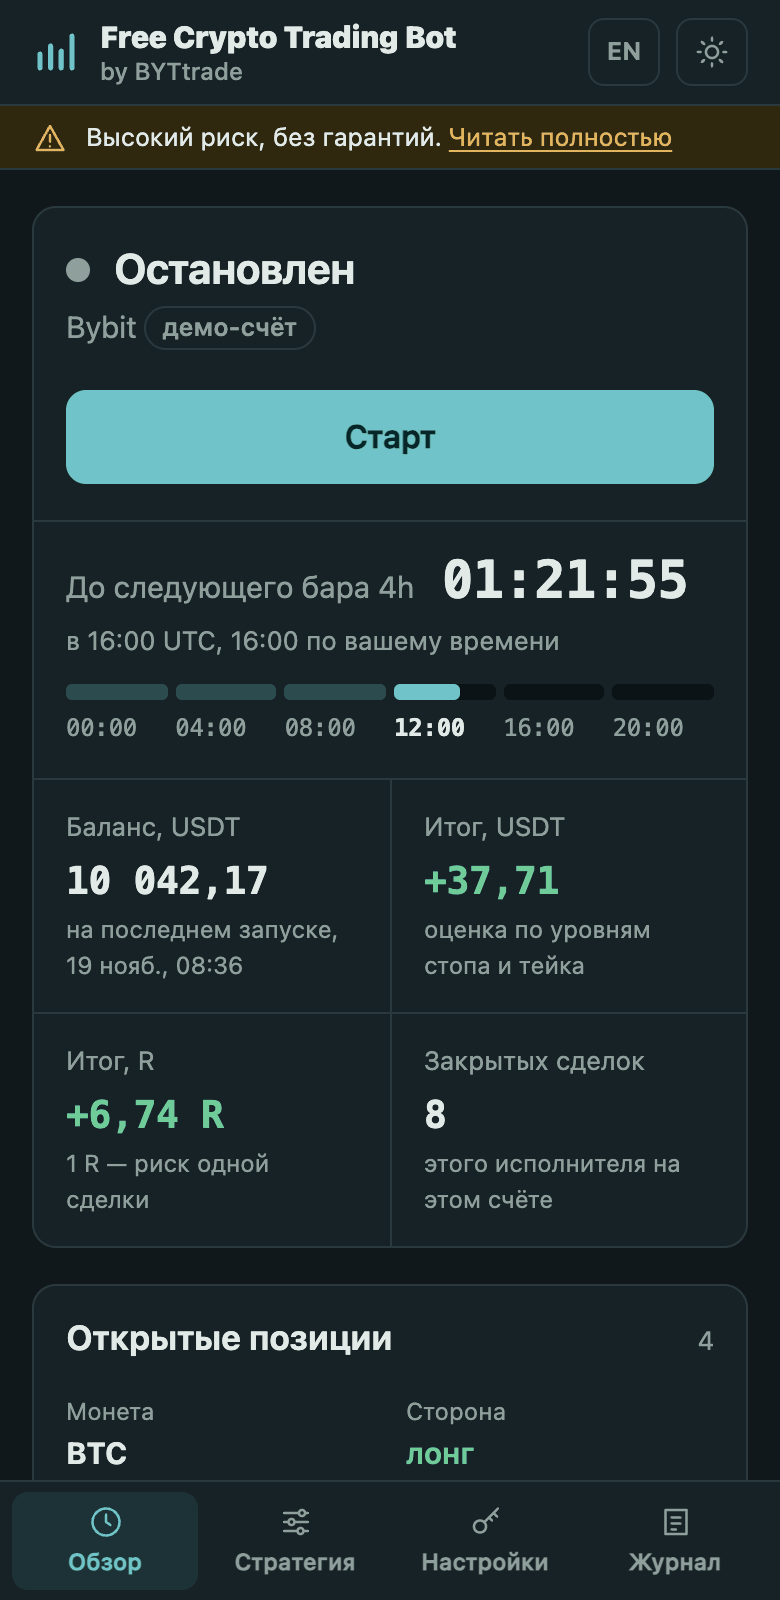 Free Crypto Trading Bot
by BYTtrade
EN
Высокий риск, без гарантий. Читать полностью
Остановлен
Bybit демо-счёт
Старт
До следующего бара 4h 01:21:55
в 16:00 UTC, 16:00 по вашему времени
00:00 04:00 08:00 12:00 16:00 20:00
Баланс, USDT
10 042,17
на последнем запуске,
19 нояб., 08:36
Итог, USDT
+37,71
оценка по уровням
стопа и тейка
Итог, R
+6,74 R
1 R — риск одной
сделки
Закрытых сделок
8
этого исполнителя на
этом счёте
Открытые позиции 4
Монета
BTC
Сторона
лонг
Обзор
Стратегия
Настройки
Журнал